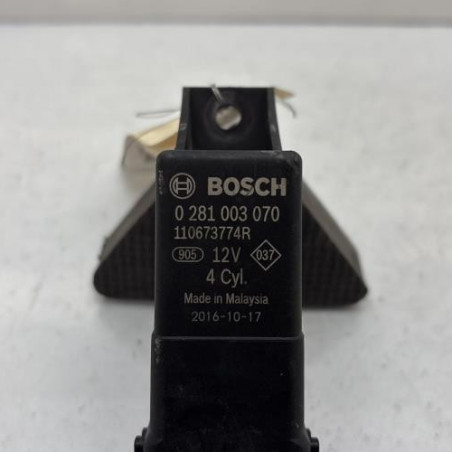 BOSCH
0 281 003 070
110673774R
905 12V 037
4 Cyl.
Made in Malaysia
2016-10-17